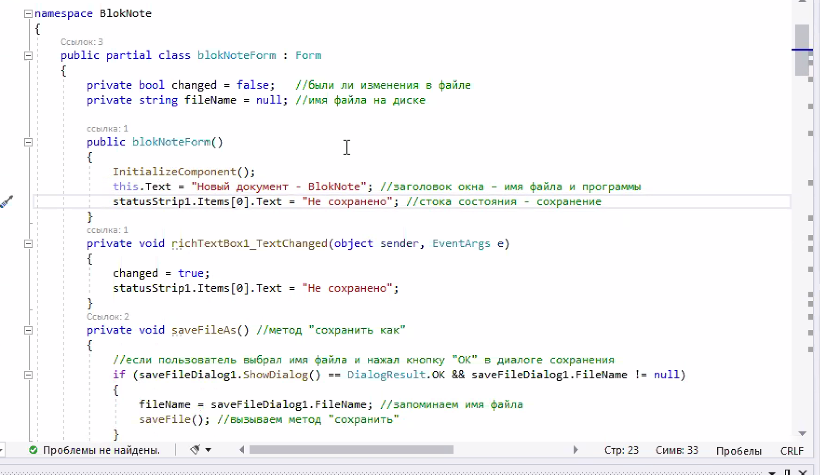 namespace BlokNote
{
Ссылок: 3
public partial class blokNoteForm : Form
{
private bool changed = false;   //были ли изменения в файле
private string fileName = null; //имя файла на диске
ссылка: 1
public blokNoteForm()
{
InitializeComponent();
this.Text = "Новый документ - BlokNote"; //заголовок окна - имя файла и программы
statusStrip1.Items[0].Text = "Не сохранено"; //стока состояния - сохранение
}
ссылка: 1
private void richTextBox1_TextChanged(object sender, EventArgs e)
{
changed = true;
statusStrip1.Items[0].Text = "Не сохранено";
}
Ссылок: 2
private void saveFileAs() //метод "сохранить как"
{
//если пользователь выбрал имя файла и нажал кнопку "ОК" в диалоге сохранения
if (saveFileDialog1.ShowDialog() == DialogResult.OK && saveFileDialog1.FileName != null)
{
fileName = saveFileDialog1.FileName; //запоминаем имя файла
saveFile(); //вызываем метод "сохранить"
}
Проблемы не найдены. Стр: 23 Симв: 33 Пробелы CRLF